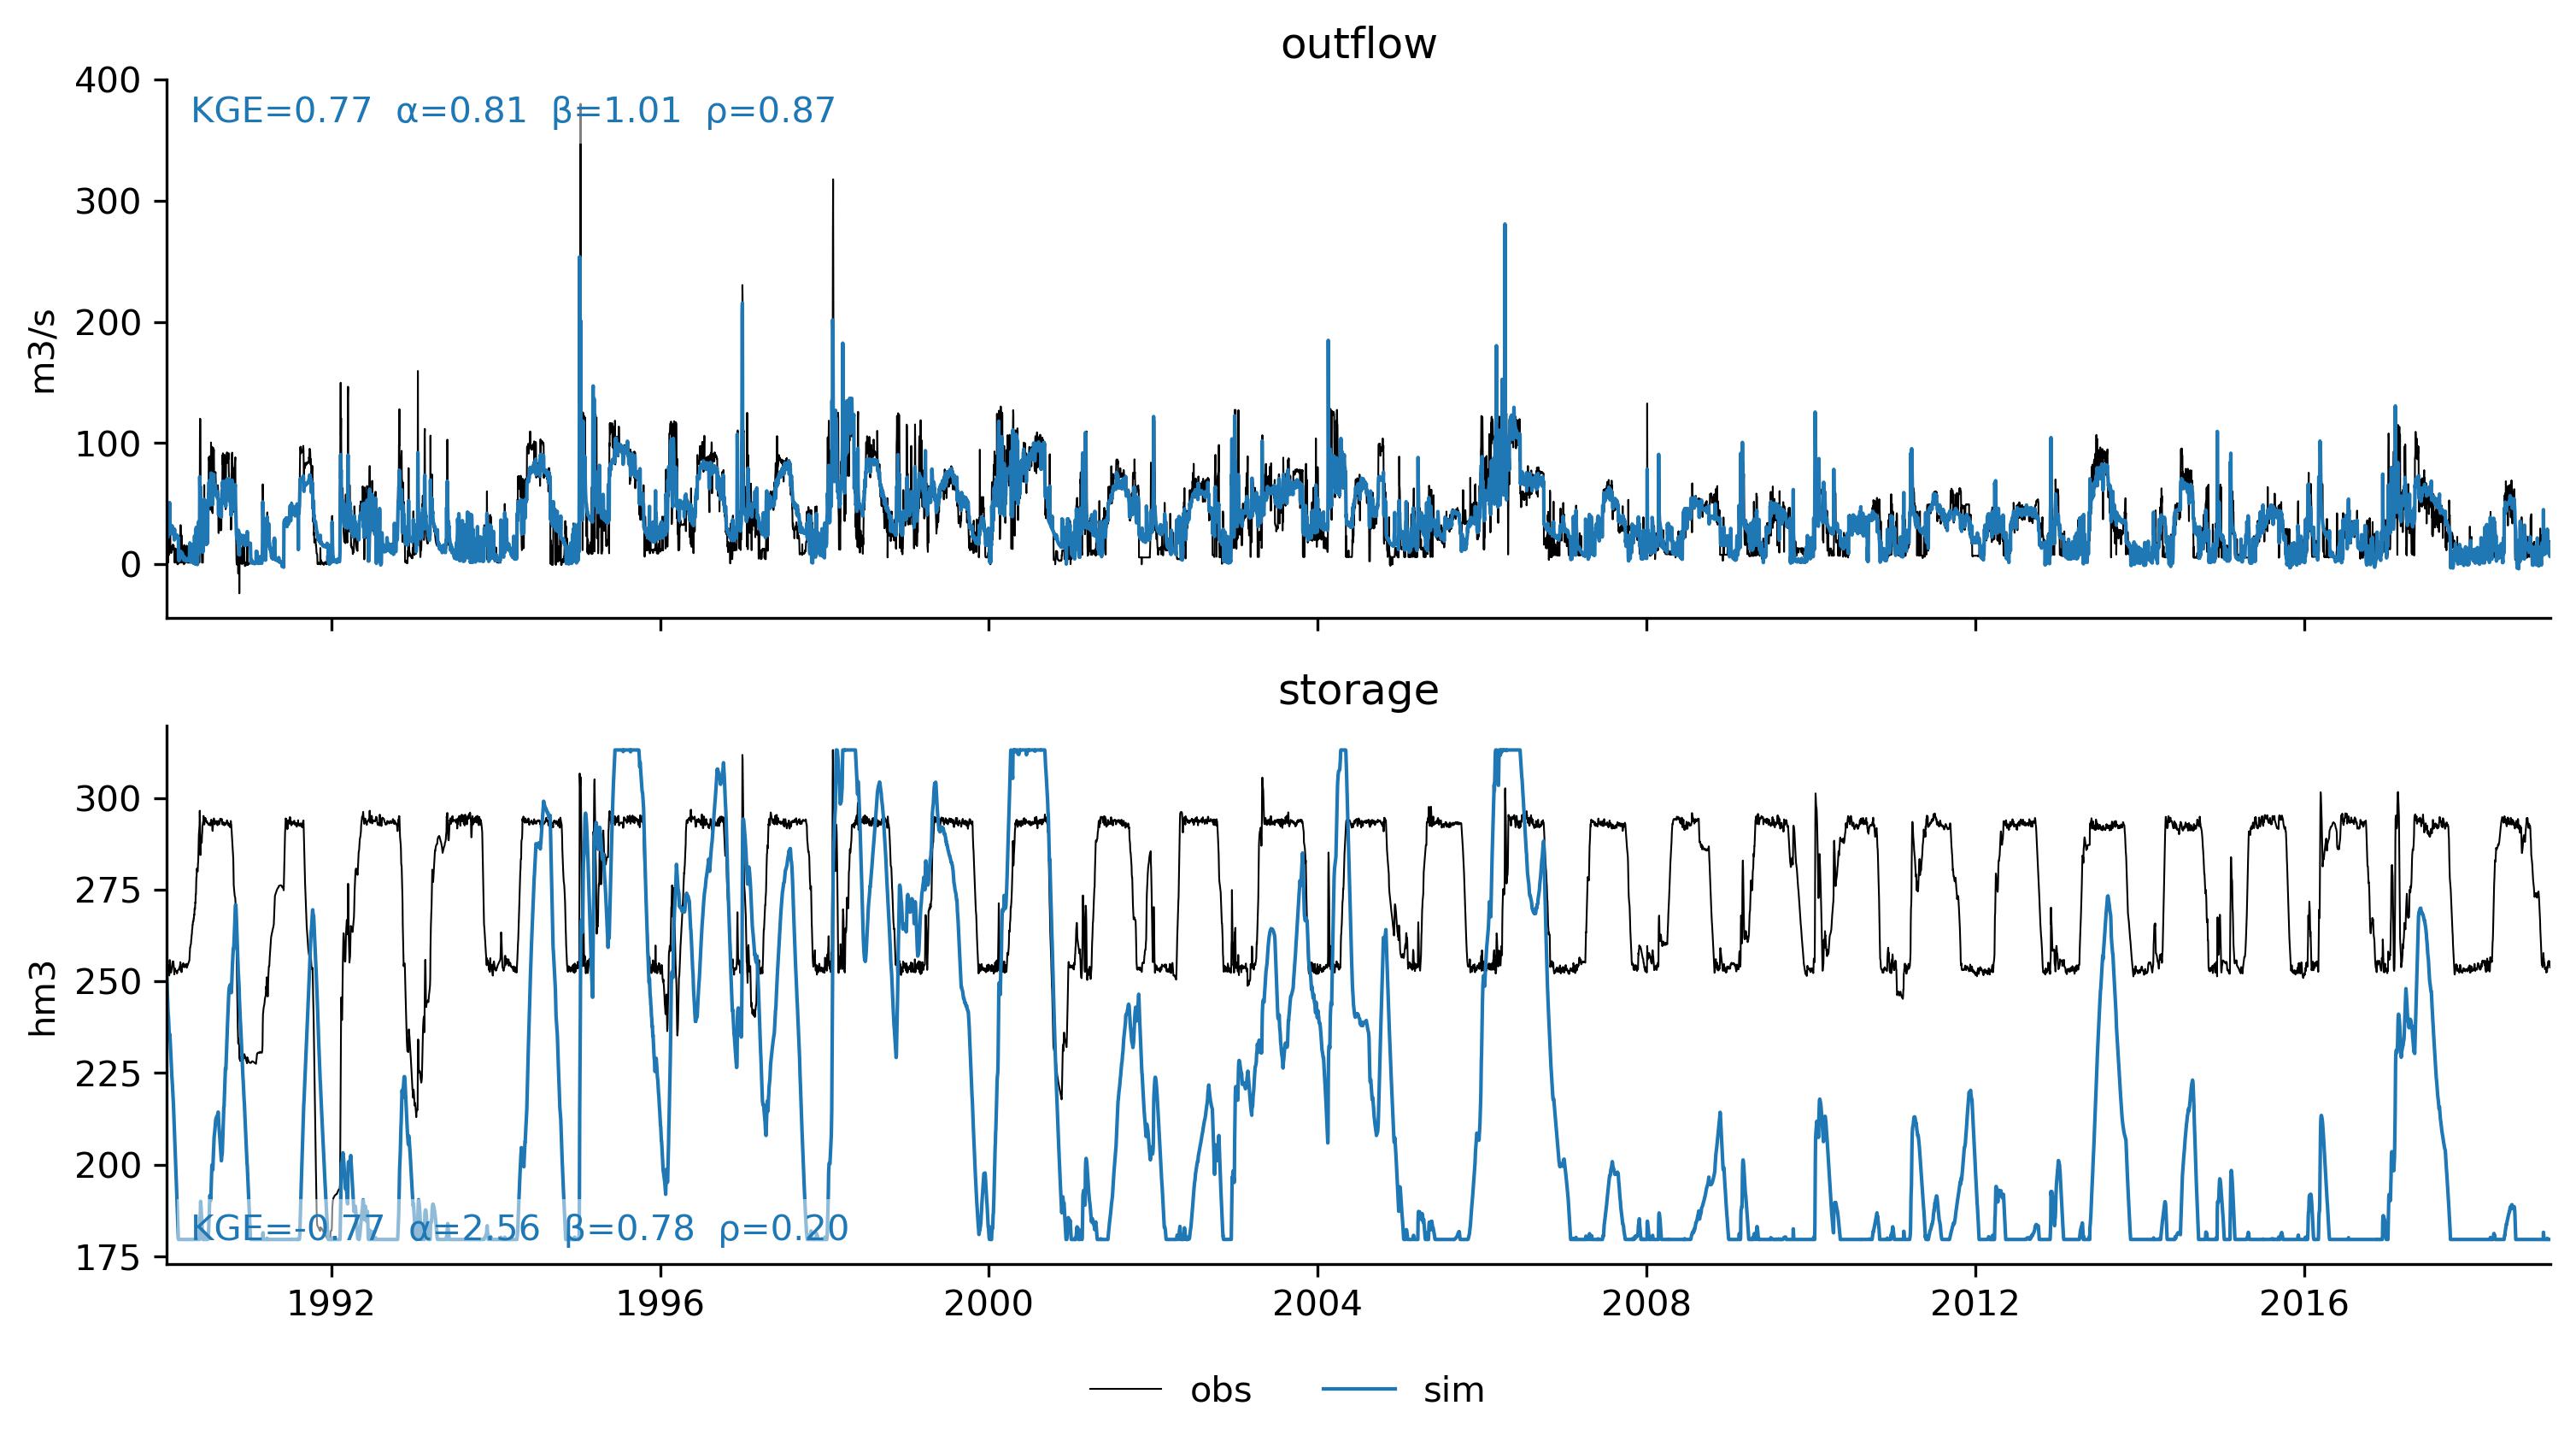 outflow
KGE=0.77 α=0.81 β=1.01 ρ=0.87
400
300
200
100
0
m3/s
storage
300
275
250
225
200
175
hm3
KGE=-0.77 α=2.56 β=0.78 ρ=0.20
1992 1996 2000 2004 2008 2012 2016
obs sim